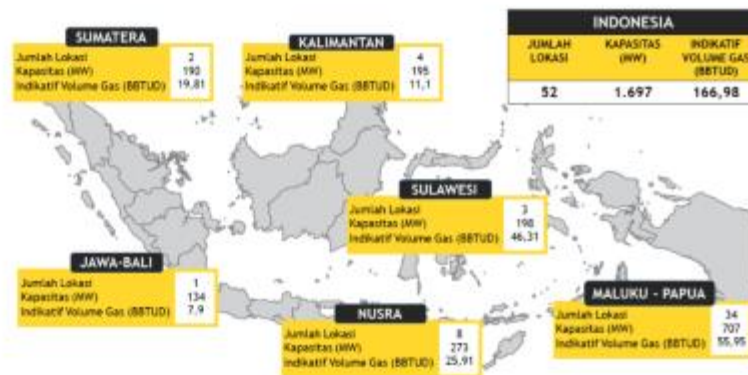 SUMATERA
Jumlah Lokasi 2
Kapasitas (MW) 190
Indikatif Volume Gas (BBTUD) 19,81
KALIMANTAN
Jumlah Lokasi 4
Kapasitas (MW) 195
Indikatif Volume Gas (BBTUD) 11,1
INDONESIA
JUMLAH LOKASI KAPASITAS (MW) INDIKATIF VOLUME GAS (BBTUD)
52 1.697 166,98
SULAWESI
Jumlah Lokasi 3
Kapasitas (MW) 198
Indikatif Volume Gas (BBTUD) 46,31
JAWA-BALI
Jumlah Lokasi 1
Kapasitas (MW) 134
Indikatif Volume Gas (BBTUD) 7,9
NUSRA
Jumlah Lokasi 8
Kapasitas (MW) 273
Indikatif Volume Gas (BBTUD) 25,91
MALUKU - PAPUA
Jumlah Lokasi 34
Kapasitas (MW) 707
Indikatif Volume Gas (BBTUD) 55,95